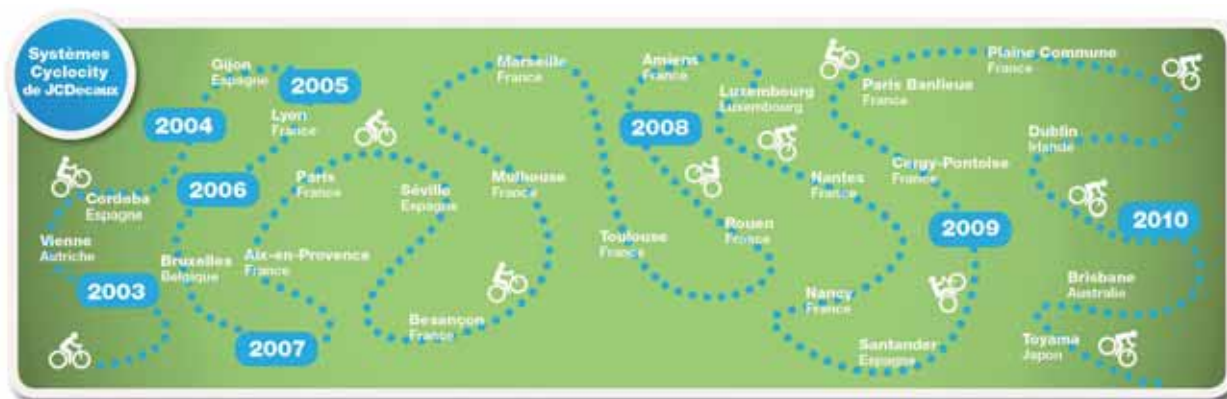 Systèmes
Cyclocity
de JCDecaux
2003
Vienne
Autriche
Cordoba
Espagne
2004
Gijon
Espagne
2005
Lyon
France
2006
Bruxelles
Belgique
2007
Aix-en-Provence
France
Paris
France
Séville
Espagne
Besançon
France
Mulhouse
France
Marseille
France
Toulouse
France
Rouen
France
2008
Amiens
France
Luxembourg
Luxembourg
Nantes
France
Nancy
France
Santander
Espagne
2009
Cergy-Pontoise
France
Paris Banlieue
France
Plaine Commune
France
Dublin
Irlande
2010
Brisbane
Australie
Toyama
Japon